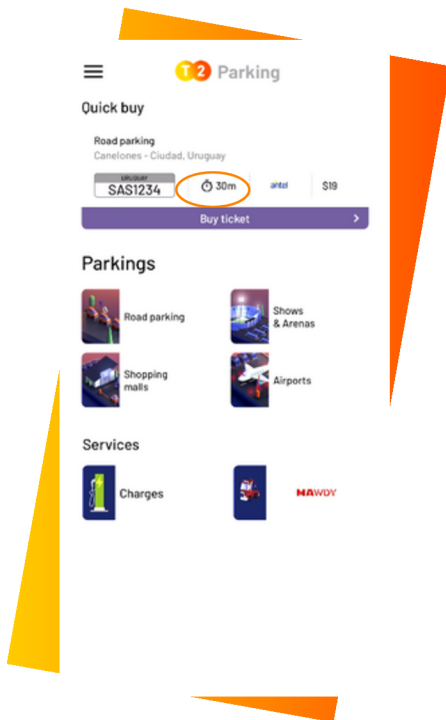 T2 Parking
Quick buy
Road parking
Canelones - Ciudad, Uruguay
URUGUAY
SAS1234
30m
antel
$19
Buy ticket
Parkings
Road parking
Shows
& Arenas
Shopping
malls
Airports
Services
Charges
MAWDY